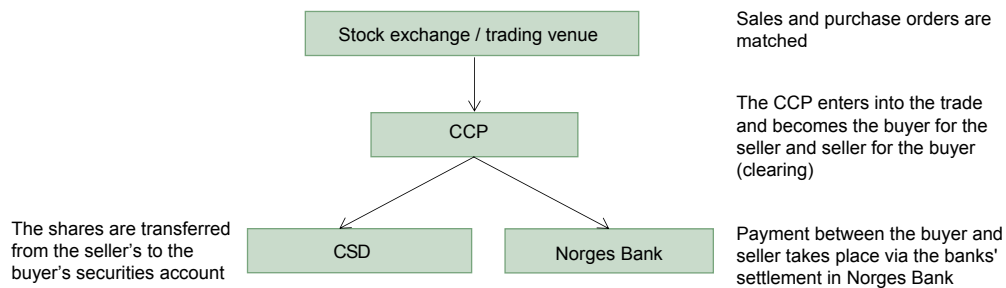 Stock exchange / trading venue
Sales and purchase orders are
matched
CCP
The CCP enters into the trade
and becomes the buyer for the
seller and seller for the buyer
(clearing)
The shares are transferred
from the seller's to the
buyer's securities account
CSD
Norges Bank
Payment between the buyer and
seller takes place via the banks'
settlement in Norges Bank